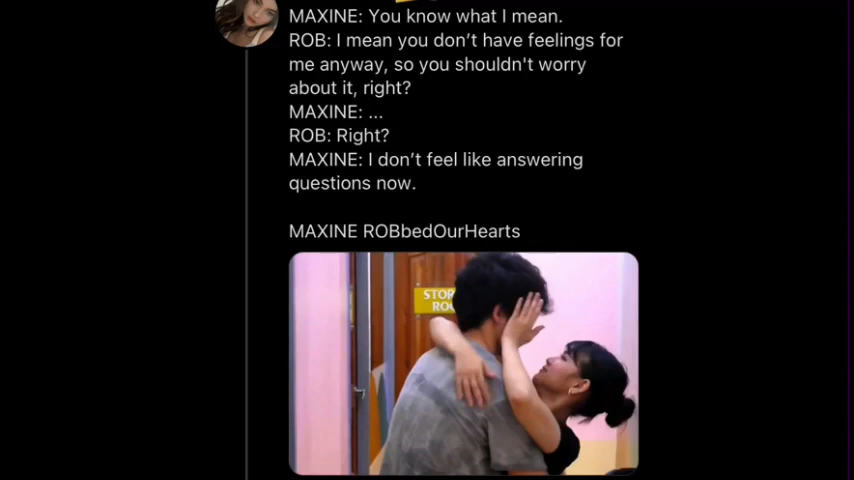 MAXINE: You know what I mean.
ROB: I mean you don’t have feelings for
me anyway, so you shouldn't worry
about it, right?
MAXINE: ...
ROB: Right?
MAXINE: I don’t feel like answering
questions now.
MAXINE ROBbedOurHearts